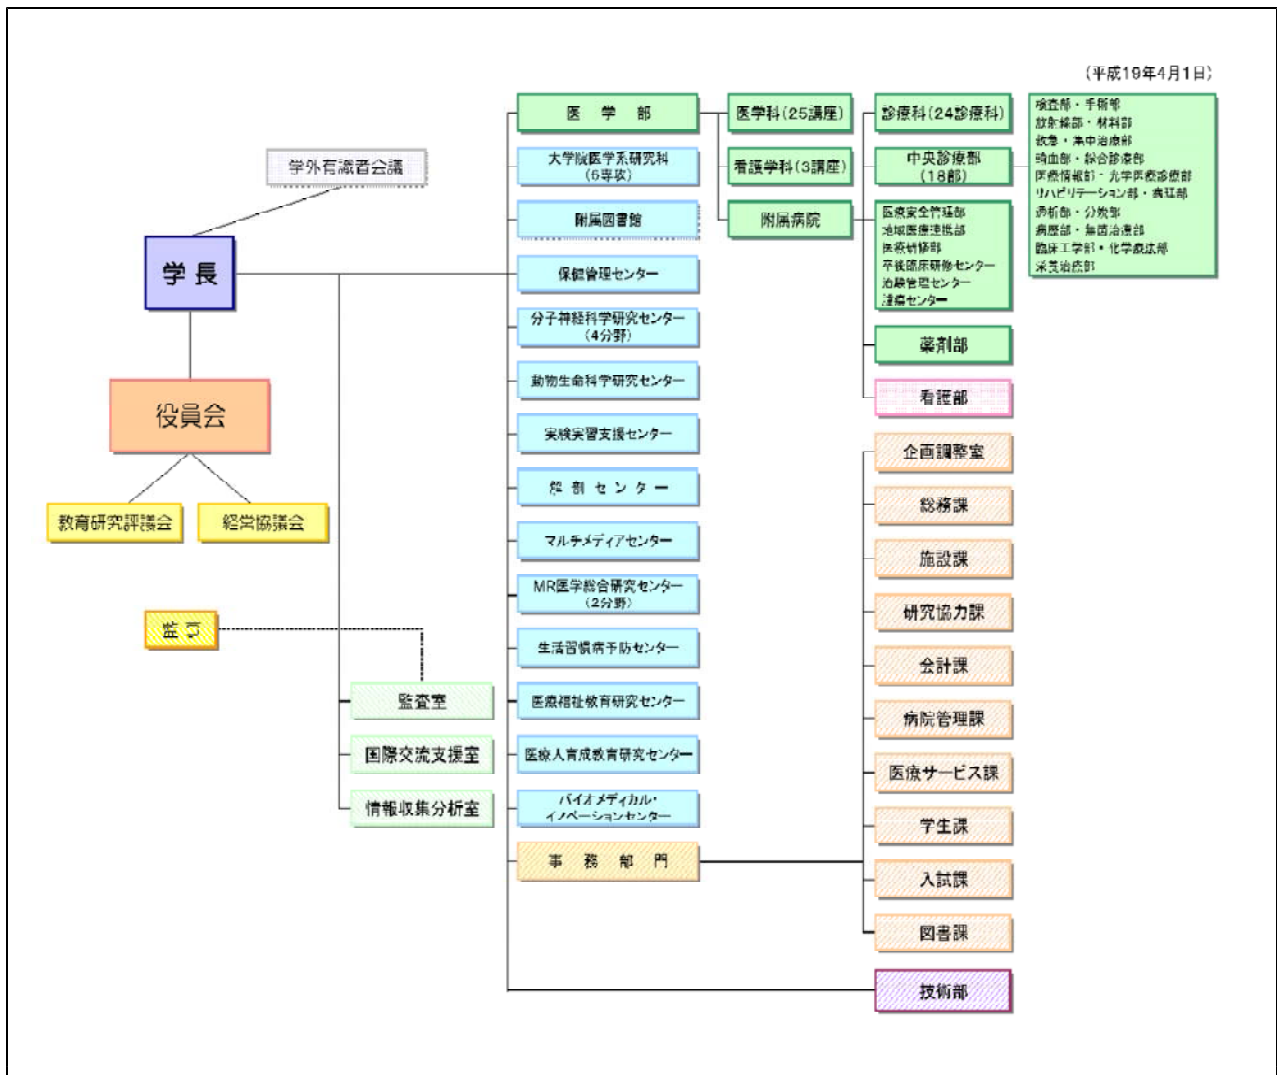 (平成19年4月1日)
学外有識者会議
学長
役員会
教育研究評議会
経営協議会
監事
監査室
国際交流支援室
情報収集分析室
医学部
大学院医学系研究科
(6専攻)
附属図書館
保健管理センター
分子神経科学研究センター
(4分野)
動物生命科学研究センター
実験実習支援センター
解剖センター
マルチメディアセンター
MR医学総合研究センター
(2分野)
生活習慣病予防センター
医療福祉教育研究センター
医療人育成教育研究センター
バイオメディカル・
イノベーションセンター
事務部門
医学科(25講座)
看護学科(3講座)
附属病院
診療科(24診療科)
中央診療部
(18部)
医療安全管理部
地域医療連携部
医療研修部
卒後臨床研修センター
治験管理センター
腫瘍センター
薬剤部
看護部
企画調整室
総務課
施設課
研究協力課
会計課
病院管理課
医療サービス課
学生課
入試課
図書課
技術部
検査部・手術部
放射線部・材料部
救急・集中治療部
輸血部・総合診療部
医療情報部・光学医療診療部
リハビリテーション部・病理部
透析部・分娩部
病歴部・無菌治療部
臨床工学部・化学療法部
栄養治療部